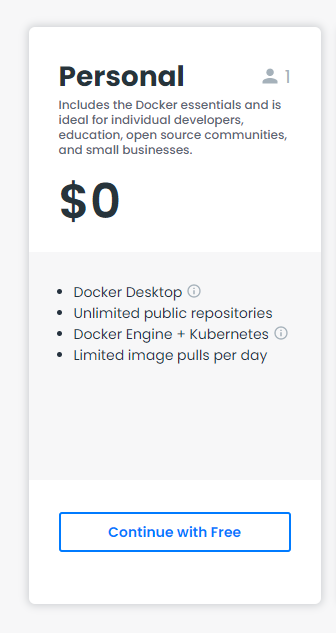 Personal
1
Includes the Docker essentials and is
ideal for individual developers,
education, open source communities,
and small businesses.
$0
Docker Desktop
Unlimited public repositories
Docker Engine + Kubernetes
Limited image pulls per day
Continue with Free